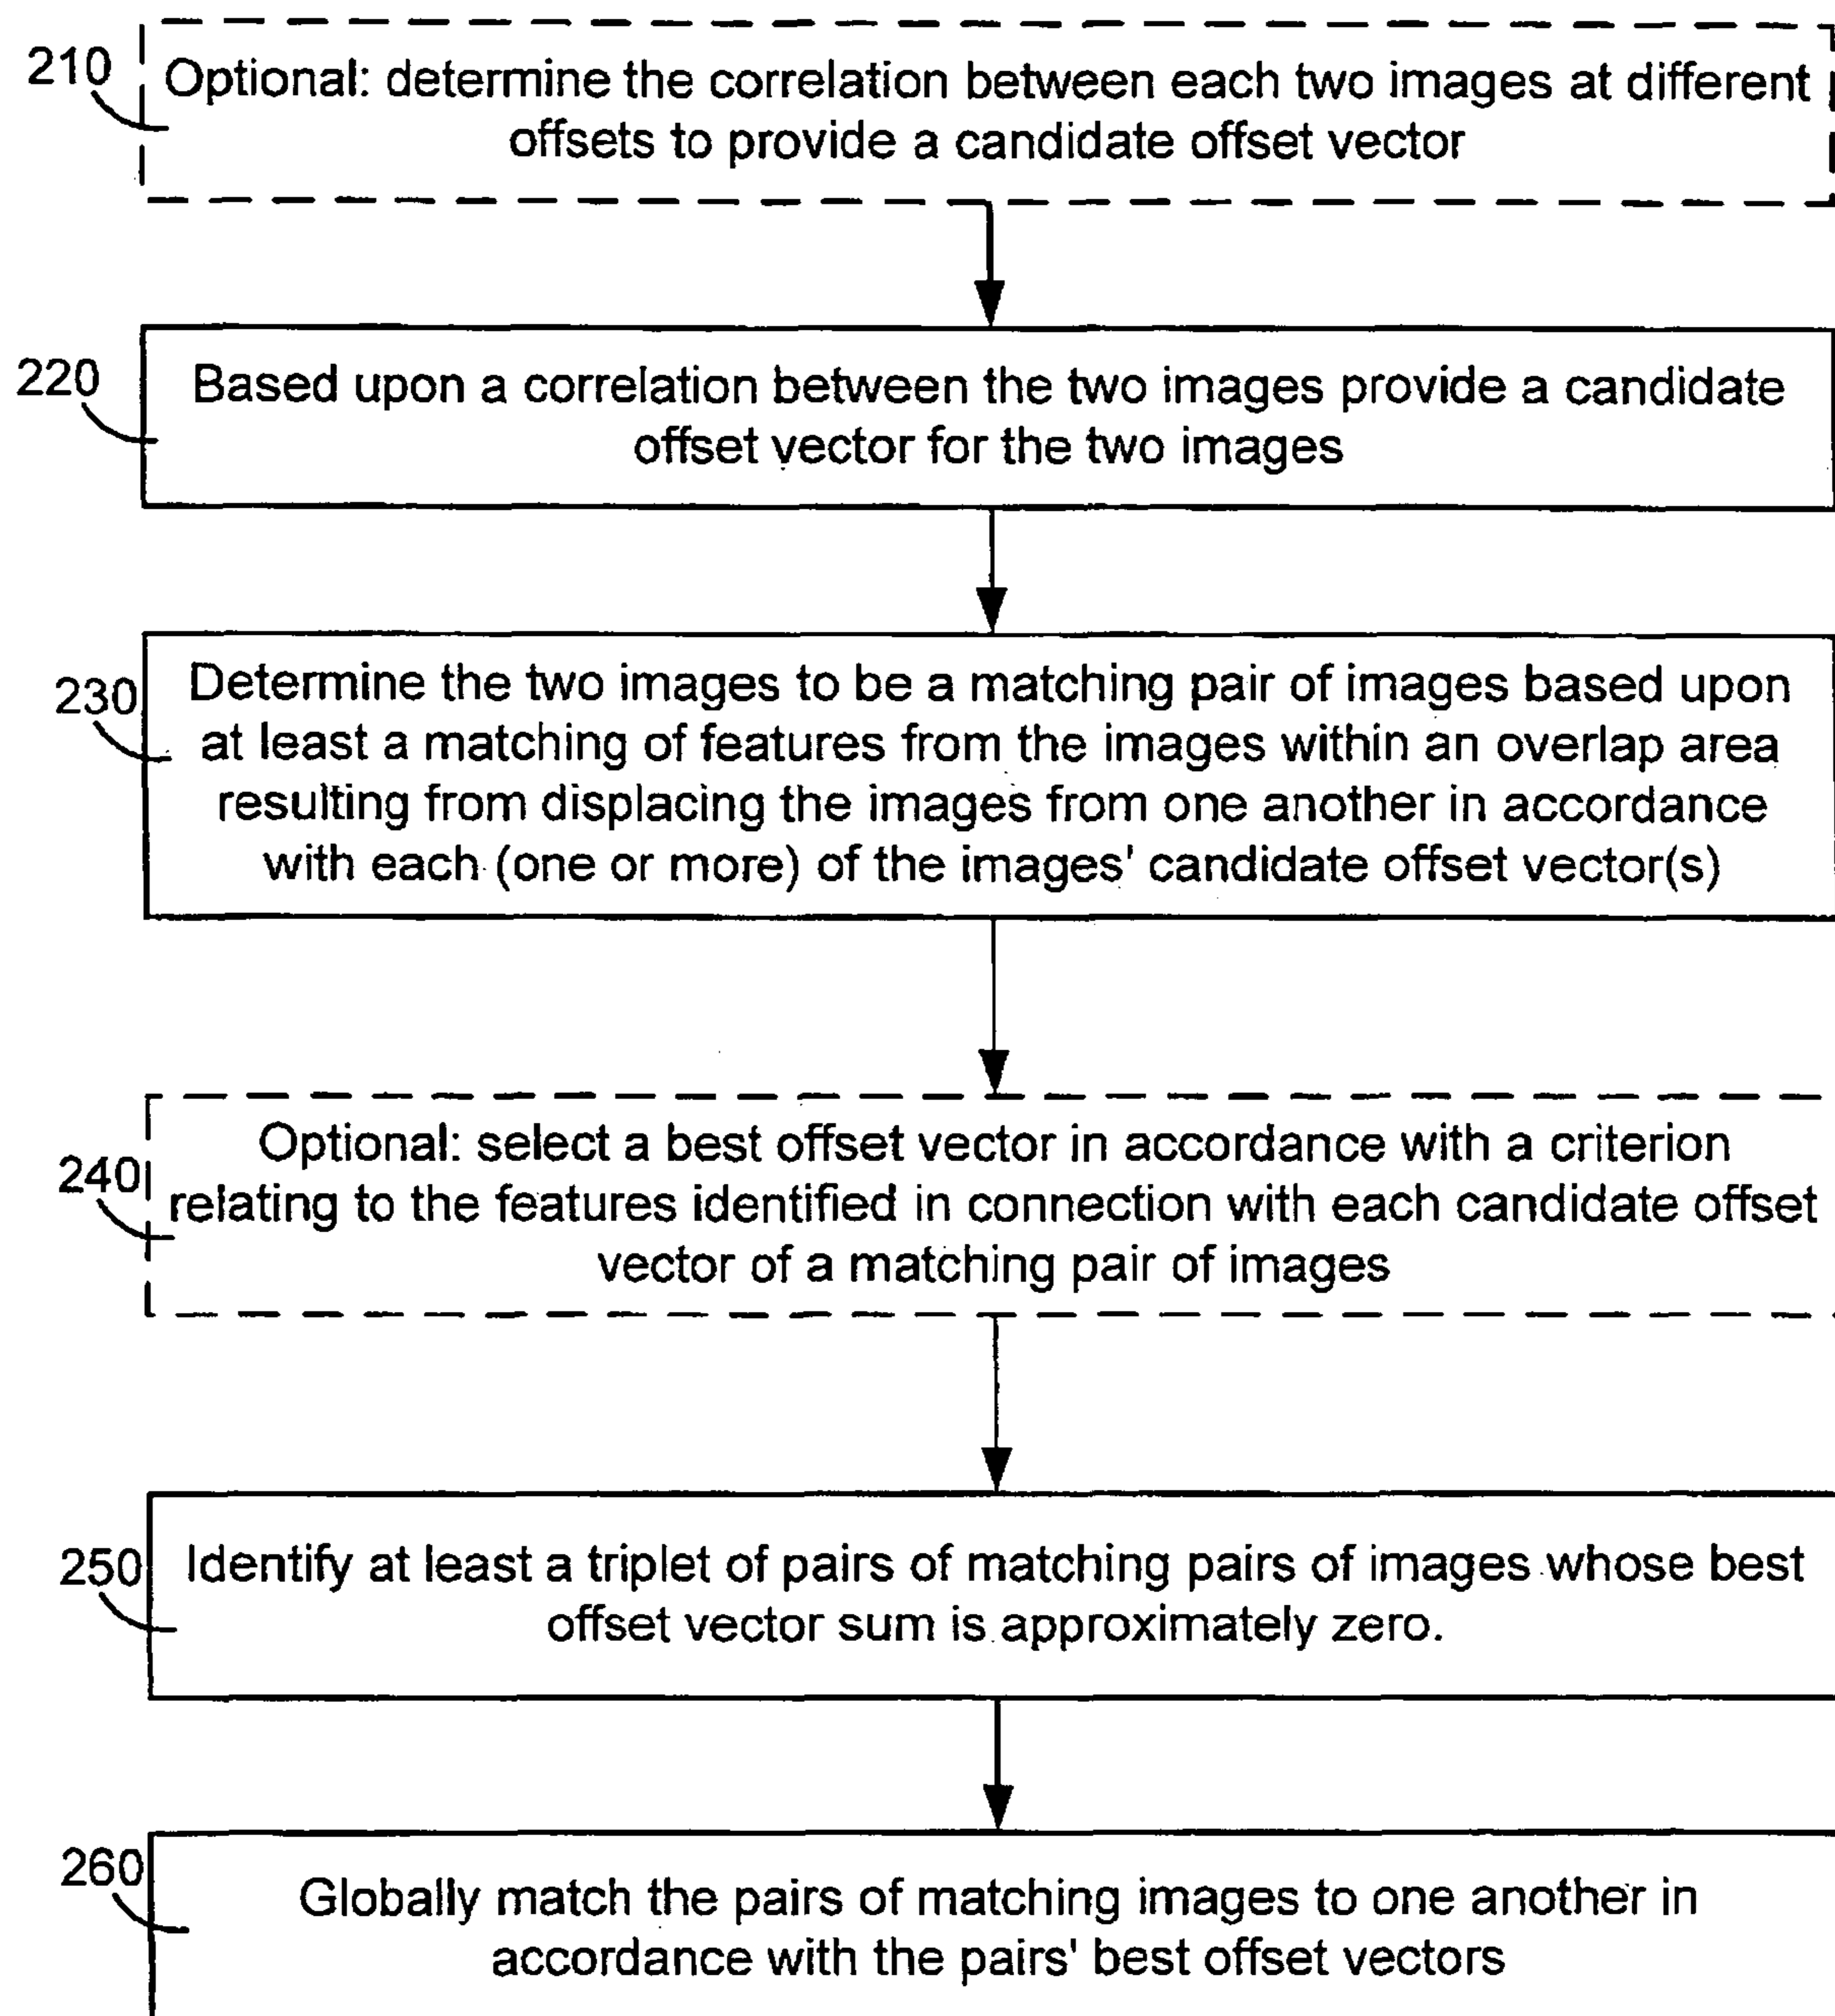 210
Optional: determine the correlation between each two images at different
offsets to provide a candidate offset vector
220
Based upon a correlation between the two images provide a candidate
offset vector for the two images
230
Determine the two images to be a matching pair of images based upon
at least a matching of features from the images within an overlap area
resulting from displacing the images from one another in accordance
with each (one or more) of the images' candidate offset vector(s)
240
Optional: select a best offset vector in accordance with a criterion
relating to the features identified in connection with each candidate offset
vector of a matching pair of images
250
Identify at least a triplet of pairs of matching pairs of images whose best
offset vector sum is approximately zero.
260
Globally match the pairs of matching images to one another in
accordance with the pairs' best offset vectors